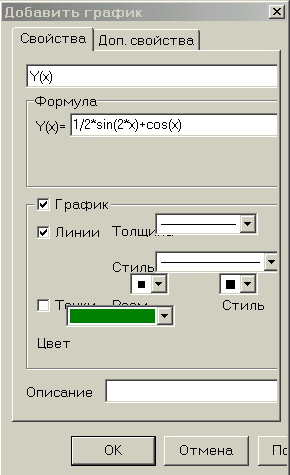 Добавить график
Свойства Доп. свойства
Y(x)
Формула
Y(x)= 1/2*sin(2*x)+cos(x)
График
Линии Толщина
Стиль
Стиль
Цвет
Описание
OK Отмена